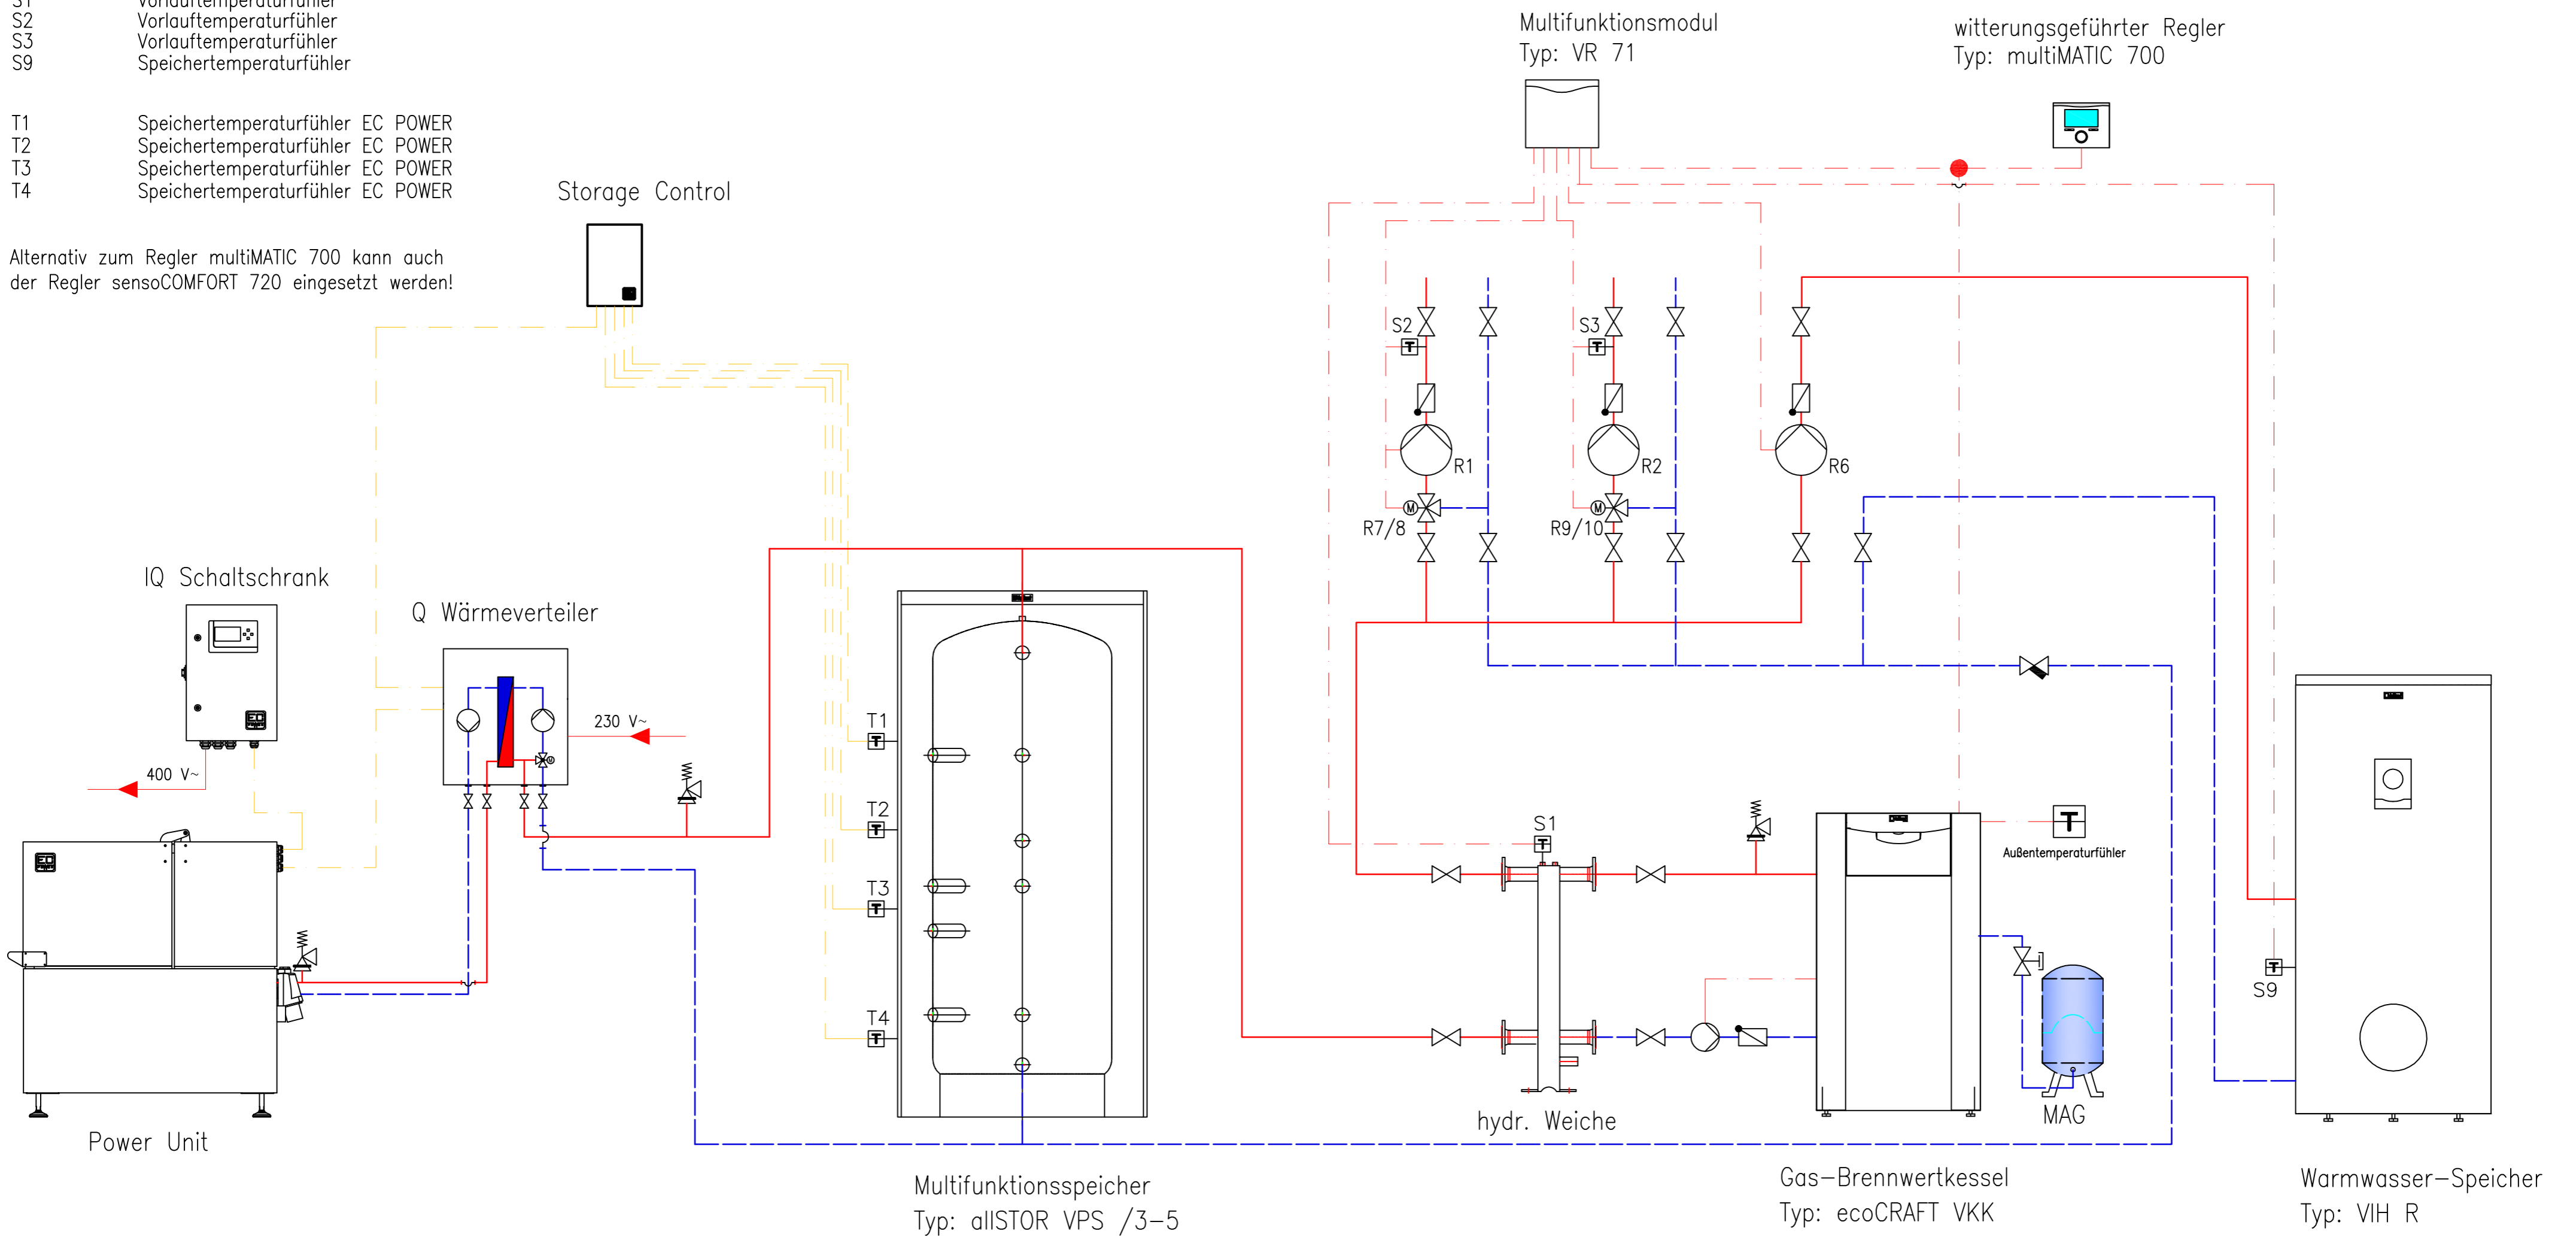 S1 Vorlauftemperaturfühler
S2 Vorlauftemperaturfühler
S3 Vorlauftemperaturfühler
S9 Speichertemperaturfühler
T1 Speichertemperaturfühler EC POWER
T2 Speichertemperaturfühler EC POWER
T3 Speichertemperaturfühler EC POWER
T4 Speichertemperaturfühler EC POWER
Alternativ zum Regler multiMATIC 700 kann auch
der Regler sensoCOMFORT 720 eingesetzt werden!
Storage Control
Multifunktionsmodul
Typ: VR 71
witterungsgeführter Regler
Typ: multiMATIC 700
S2
S3
R1
R2
R6
M
M
R7/8
R9/10
T
T
IQ Schaltschrank
Q Wärmeverteiler
230 V~
400 V~
M
T1
T
T2
T
T3
T
T4
T
S1
T
T
Außentemperaturfühler
S9
T
MAG
Power Unit
hydr. Weiche
Multifunktionsspeicher
Typ: allSTOR VPS /3-5
Gas-Brennwertkessel
Typ: ecoCRAFT VKK
Warmwasser-Speicher
Typ: VIH R